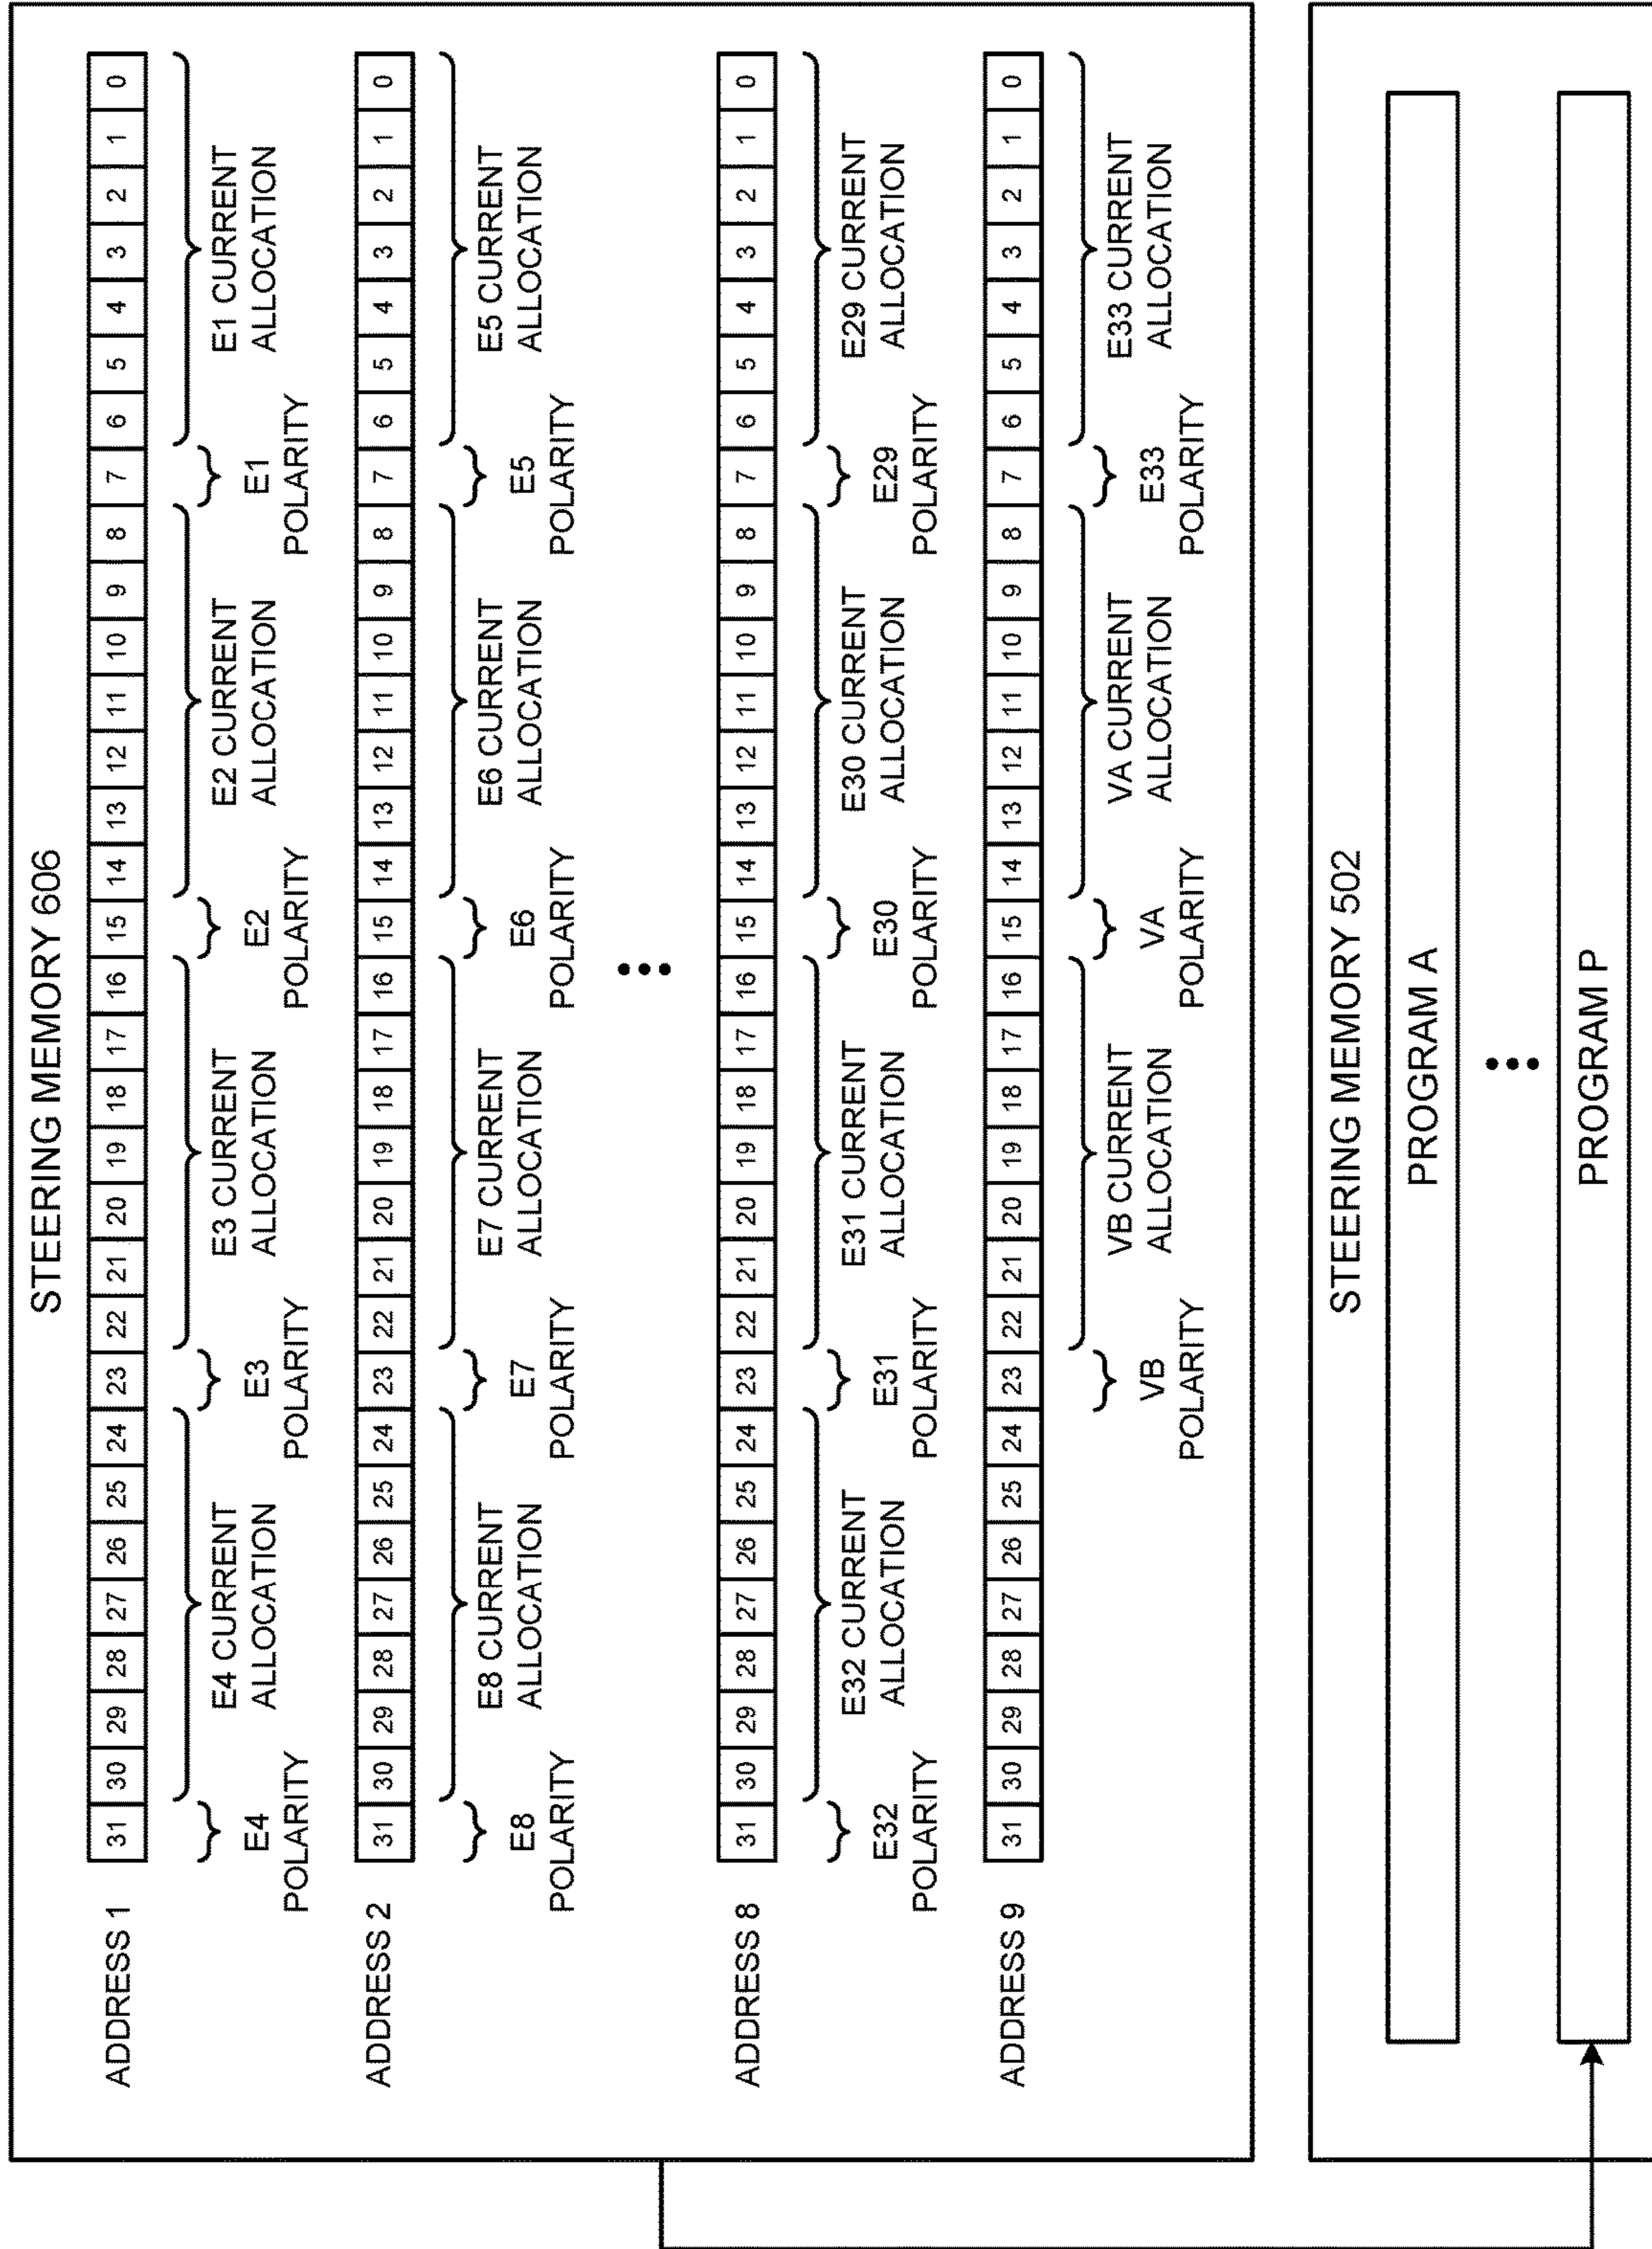 STEERING MEMORY 606
ADDRESS 1
31 30 29 28 27 26 25 24 23 22 21 20 19 18 17 16 15 14 13 12 11 10 9 8 7 6 5 4 3 2 1 0
E4 CURRENT E3 CURRENT E2 CURRENT E1 CURRENT
E4 ALLOCATION E3 ALLOCATION E2 ALLOCATION E1 ALLOCATION
POLARITY POLARITY POLARITY POLARITY
ADDRESS 2
31 30 29 28 27 26 25 24 23 22 21 20 19 18 17 16 15 14 13 12 11 10 9 8 7 6 5 4 3 2 1 0
E8 CURRENT E7 CURRENT E6 CURRENT E5 CURRENT
E8 ALLOCATION E7 ALLOCATION E6 ALLOCATION E5 ALLOCATION
POLARITY POLARITY POLARITY POLARITY
ADDRESS 8
31 30 29 28 27 26 25 24 23 22 21 20 19 18 17 16 15 14 13 12 11 10 9 8 7 6 5 4 3 2 1 0
E32 CURRENT E31 CURRENT E30 CURRENT E29 CURRENT
E32 ALLOCATION E31 ALLOCATION E30 ALLOCATION E29 ALLOCATION
POLARITY POLARITY POLARITY POLARITY
ADDRESS 9
31 30 29 28 27 26 25 24 23 22 21 20 19 18 17 16 15 14 13 12 11 10 9 8 7 6 5 4 3 2 1 0
VB CURRENT VA CURRENT E33 CURRENT
VB ALLOCATION VA ALLOCATION E33 ALLOCATION
POLARITY POLARITY POLARITY
STEERING MEMORY 502
PROGRAM A
PROGRAM P